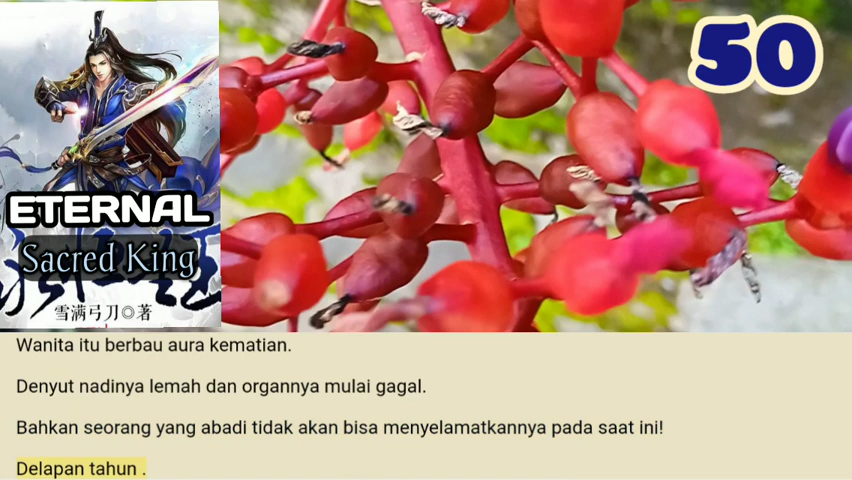 50
ETERNAL
Sacred King
雪满弓刀◎著
Wanita itu berbau aura kematian.
Denyut nadinya lemah dan organnya mulai gagal.
Bahkan seorang yang abadi tidak akan bisa menyelamatkannya pada saat ini!
Delapan tahun .